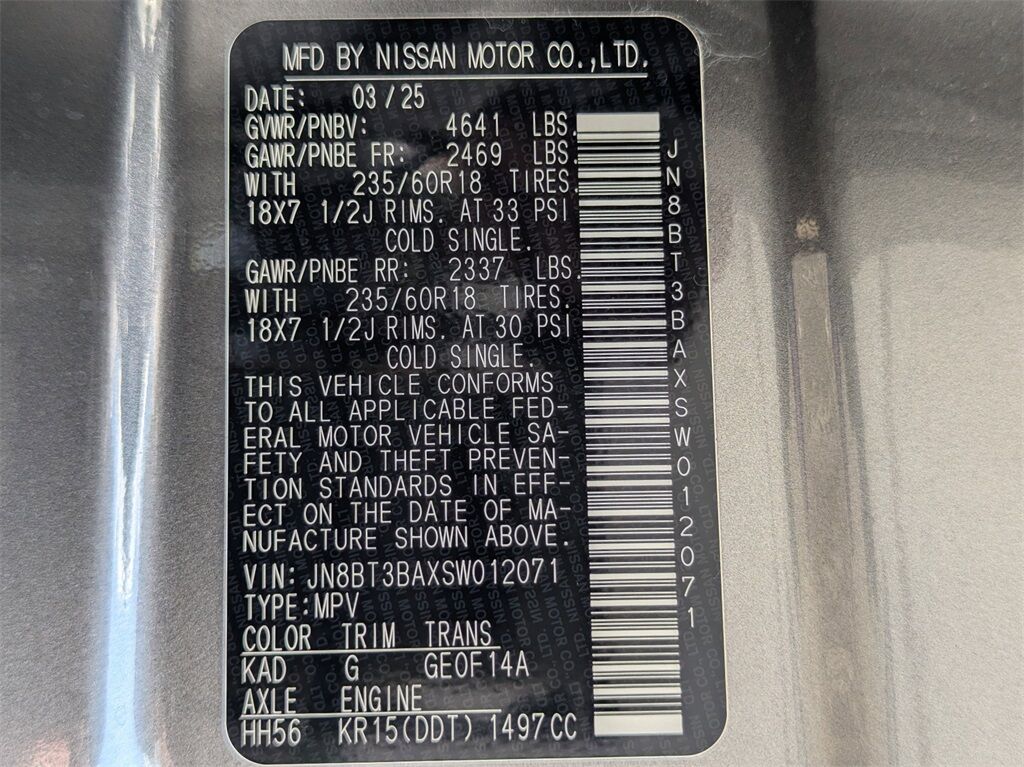 MFD BY NISSAN MOTOR CO.,LTD.
DATE: 03/25
GVWR/PNBV: 4641 LBS.
GAWR/PNBE FR: 2469 LBS.
WITH 235/60R18 TIRES.
18X7 1/2J RIMS. AT 33 PSI
COLD SINGLE.
GAWR/PNBE RR: 2337 LBS.
WITH 235/60R18 TIRES.
18X7 1/2J RIMS. AT 30 PSI
COLD SINGLE.
THIS VEHICLE CONFORMS
TO ALL APPLICABLE FED-
ERAL MOTOR VEHICLE SA-
FETY AND THEFT PREVEN-
TION STANDARDS IN EFF-
ECT ON THE DATE OF MA-
NUFACTURE SHOWN ABOVE.
VIN: JN8BT3BAXSW012071
TYPE:MPV
COLOR TRIM TRANS
KAD G GE0F14A
AXLE ENGINE
HH56 KR15(DDT) 1497CC
JN8BT3BAXSW012071